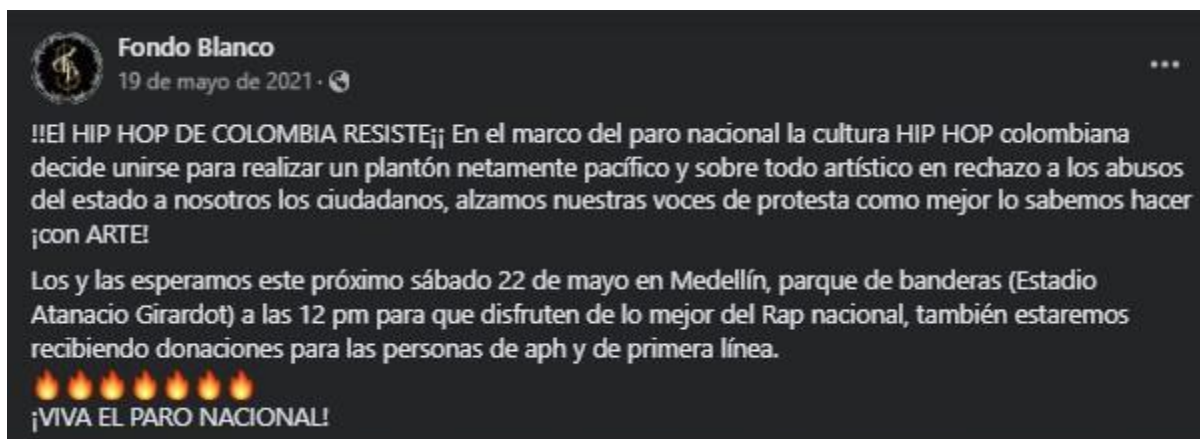 Fondo Blanco
19 de mayo de 2021 ·
!!El HIP HOP DE COLOMBIA RESISTE¡¡ En el marco del paro nacional la cultura HIP HOP colombiana
decide unirse para realizar un plantón netamente pacífico y sobre todo artístico en rechazo a los abusos
del estado a nosotros los ciudadanos, alzamos nuestras voces de protesta como mejor lo sabemos hacer
¡con ARTE!
Los y las esperamos este próximo sábado 22 de mayo en Medellín, parque de banderas (Estadio
Atanacio Girardot) a las 12 pm para que disfruten de lo mejor del Rap nacional, también estaremos
recibiendo donaciones para las personas de aph y de primera línea.
🔥🔥🔥🔥🔥🔥🔥
¡VIVA EL PARO NACIONAL!